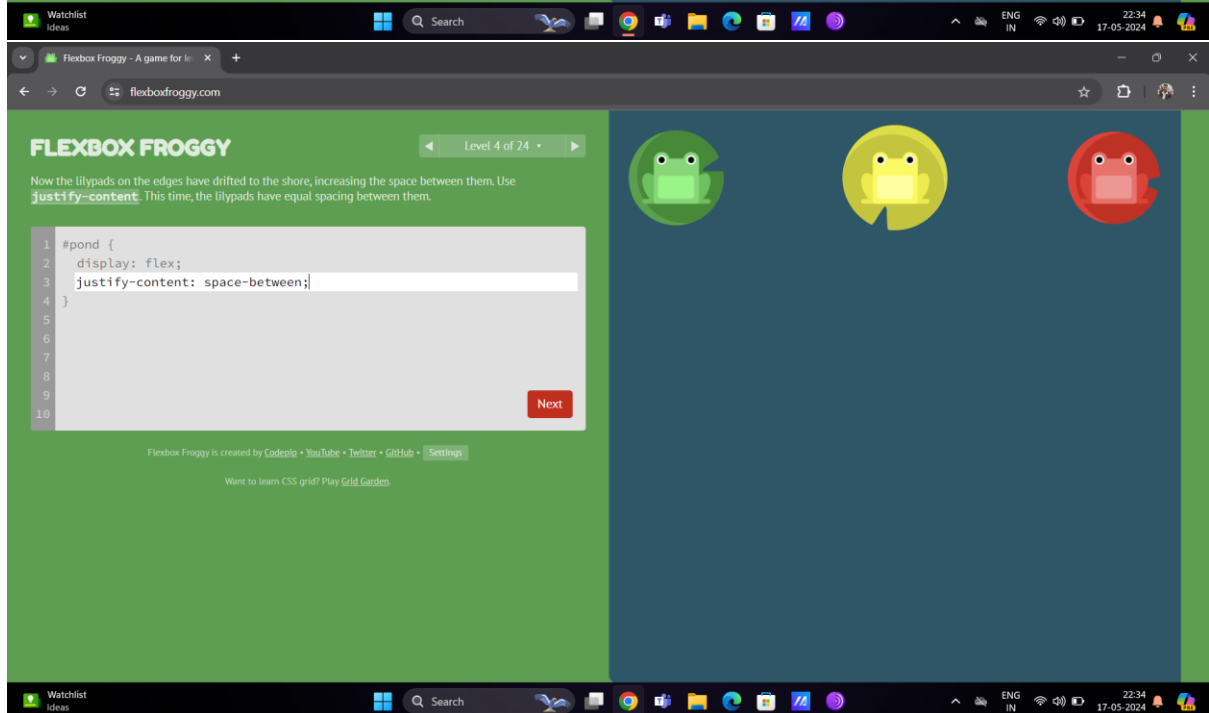 Watchlist
Ideas
Search
ENG
IN
22:34
17-05-2024
Flexbox Froggy - A game for le
flexboxfroggy.com
FLEXBOX FROGGY
Level 4 of 24
Now the lilypads on the edges have drifted to the shore, increasing the space between them. Use
justify-content. This time, the lilypads have equal spacing between them.
1 #pond {
2 display: flex;
3 justify-content: space-between;
4 }
5
6
7
8
9
10
Next
Flexbox Froggy is created by Codepip • YouTube • Twitter • GitHub • Settings
Want to learn CSS grid? Play Grid Garden.
Watchlist
Ideas
Search
ENG
IN
22:34
17-05-2024